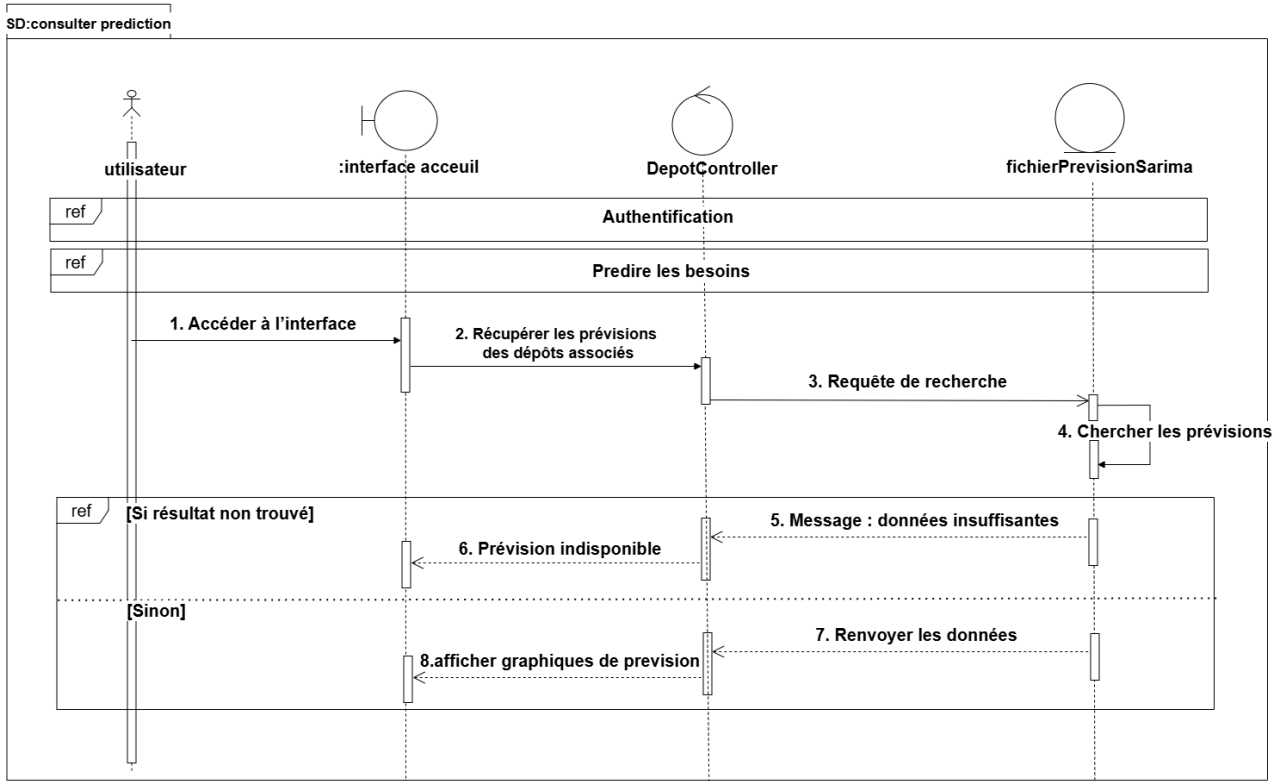 SD:consulter prediction
utilisateur
:interface acceuil
DepotController
fichierPrevisionSarima
ref
Authentification
ref
Predire les besoins
1. Accéder à l'interface
2. Récupérer les prévisions
des dépôts associés
3. Requête de recherche
4. Chercher les prévisions
ref
[Si résultat non trouvé]
5. Message : données insuffisantes
6. Prévision indisponible
[Sinon]
7. Renvoyer les données
8.afficher graphiques de prevision